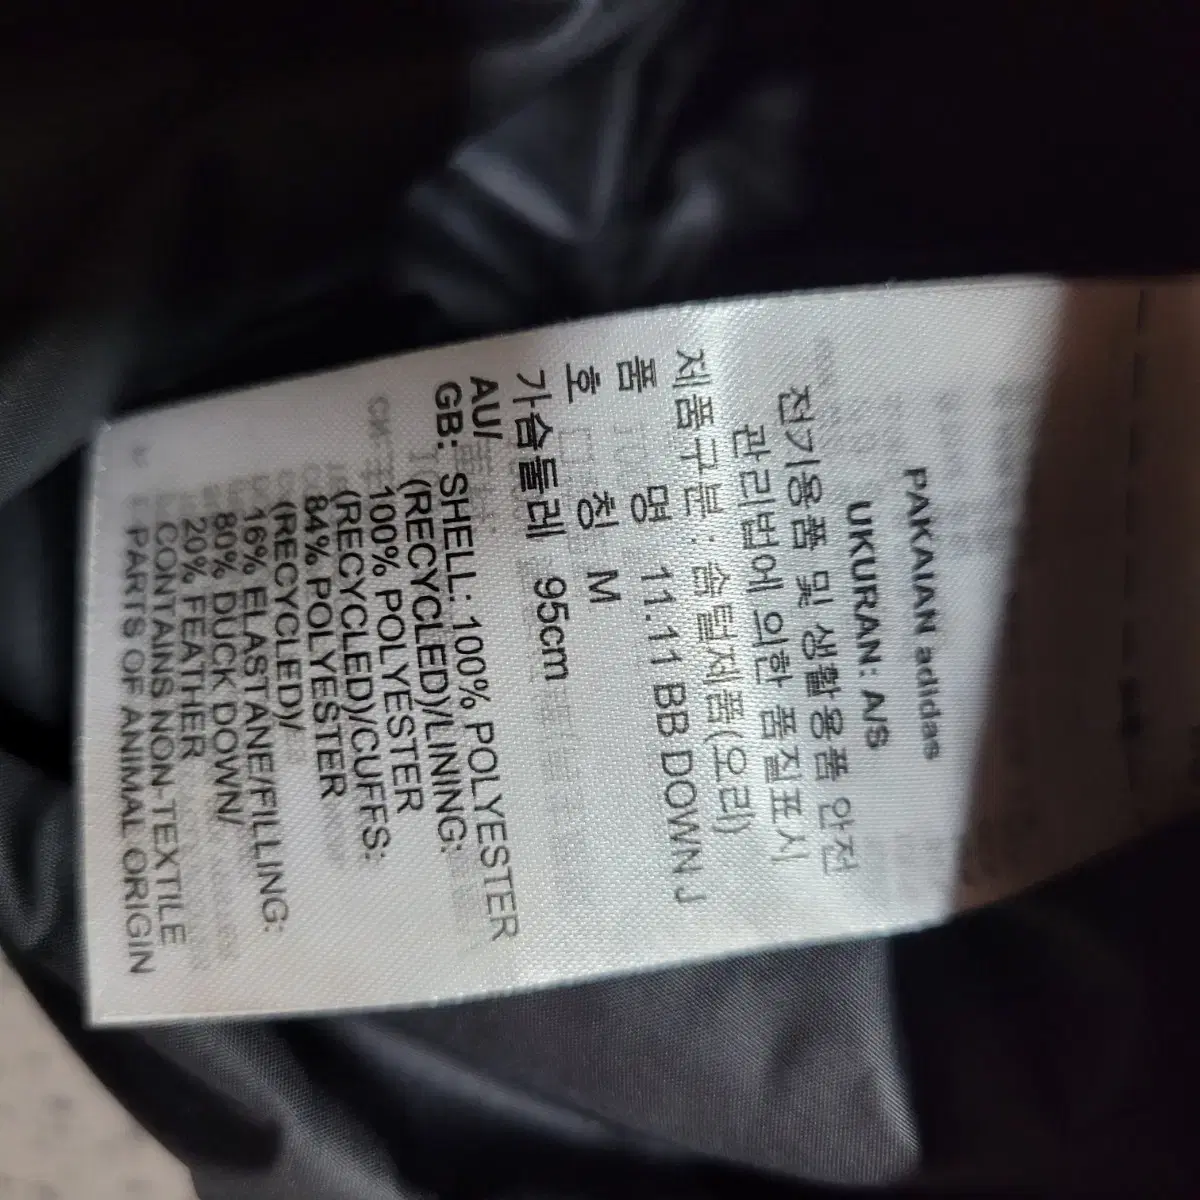 PAKAIAN adidas
UKURAN: A/S
전기용품 및 생활용품 안전
관리법에 의한 품질표시
제품구분: 솜털제품(오리)
품 명 11.11 BB DOWN J
호 칭 M
가슴둘레 95cm
AU/
GB: SHELL: 100% POLYESTER
(RECYCLED)/LINING:
100% POLYESTER
(RECYCLED)/CUFFS:
84% POLYESTER
(RECYCLED)/
16% ELASTANE/FILLING:
80% DUCK DOWN/
20% FEATHER
CONTAINS NON-TEXTILE
PARTS OF ANIMAL ORIGIN